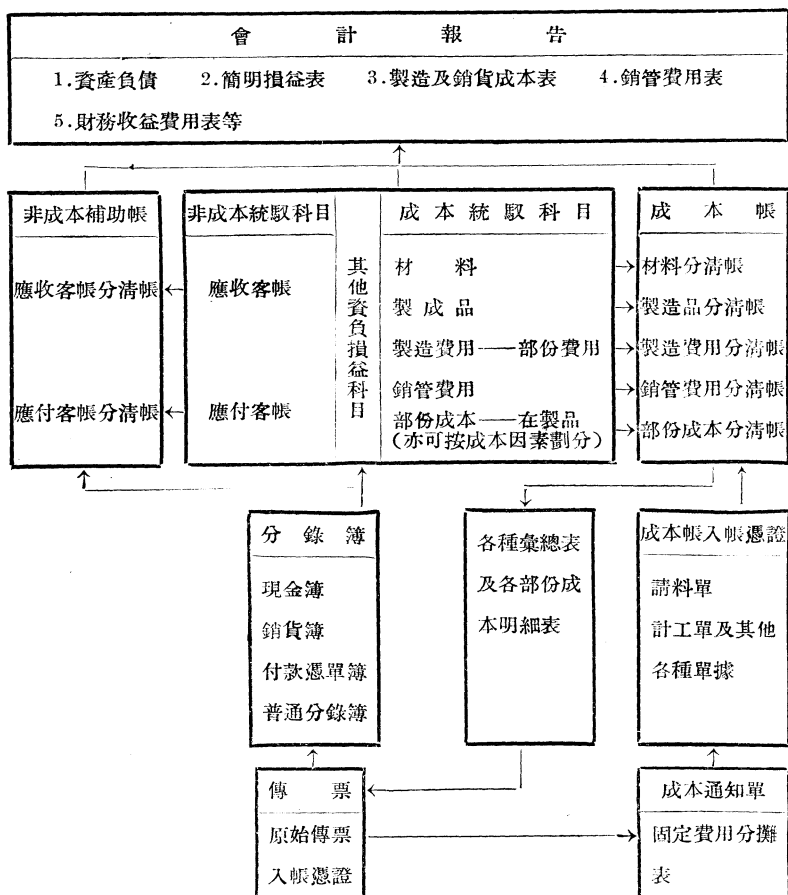 會計報告
1.資產負債 2.簡明損益表 3.製造及銷貨成本表 4.銷管費用表
5.財務收益費用表等
非成本補助帳
應收客帳分清帳
應付客帳分清帳
非成本統馭科目
應收客帳
應付客帳
其他資負損益科目
成本統馭科目
材料
製成品
製造費用——部份費用
銷管費用
部份成本——在製品
(亦可按成本因素劃分)
成本帳
材料分清帳
製造品分清帳
製造費用分清帳
銷管費用分清帳
部份成本分清帳
分錄簿
現金簿
銷貨簿
付款憑單簿
普通分錄簿
各種彙總表
及各部份成
本明細表
成本帳入帳憑證
請料單
計工單及其他
各種單據
傳票
原始傳票
入帳憑證
成本通知單
固定費用分攤
表